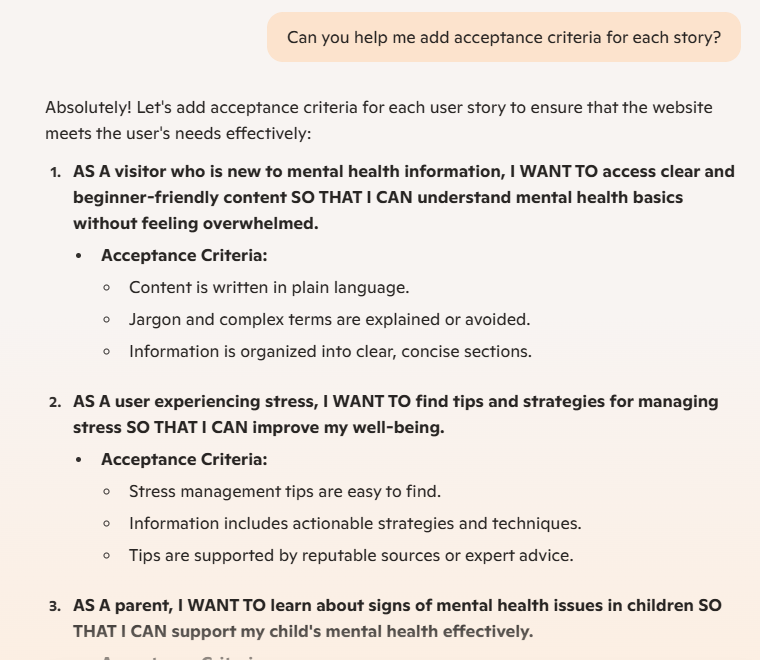 Can you help me add acceptance criteria for each story?
Absolutely! Let's add acceptance criteria for each user story to ensure that the website
meets the user's needs effectively:
1. AS A visitor who is new to mental health information, I WANT TO access clear and
beginner-friendly content SO THAT I CAN understand mental health basics
without feeling overwhelmed.
• Acceptance Criteria:
◦ Content is written in plain language.
◦ Jargon and complex terms are explained or avoided.
◦ Information is organized into clear, concise sections.
2. AS A user experiencing stress, I WANT TO find tips and strategies for managing
stress SO THAT I CAN improve my well-being.
• Acceptance Criteria:
◦ Stress management tips are easy to find.
◦ Information includes actionable strategies and techniques.
◦ Tips are supported by reputable sources or expert advice.
3. AS A parent, I WANT TO learn about signs of mental health issues in children SO
THAT I CAN support my child's mental health effectively.